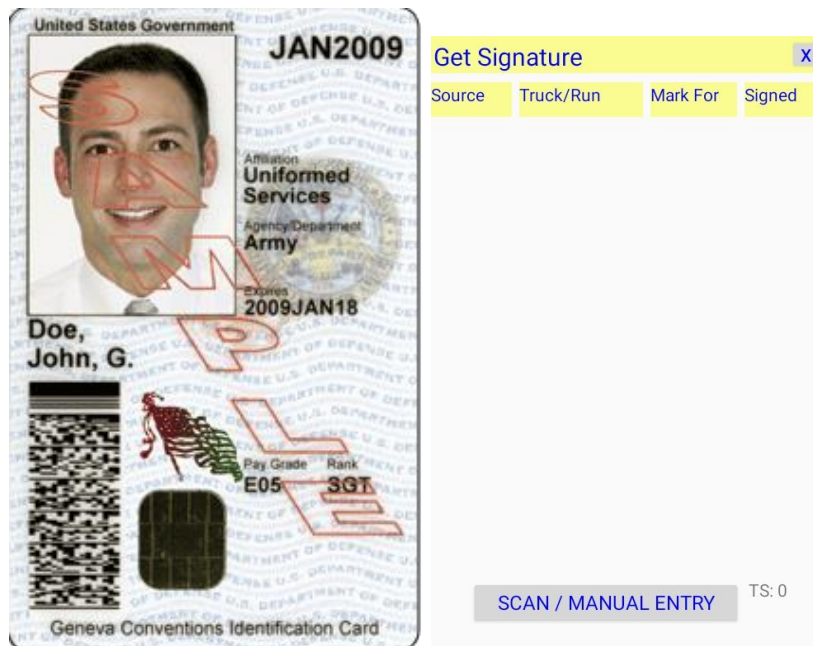 United States Government
JAN2009
Affiliation
Uniformed
Services
Agency/Department
Army
Expires
2009JAN18
Doe,
John, G.
Pay Grade Rank
E05 SGT
Geneva Conventions Identification Card
SAMPLE
Get Signature X
Source Truck/Run Mark For Signed
SCAN / MANUAL ENTRY
TS: 0